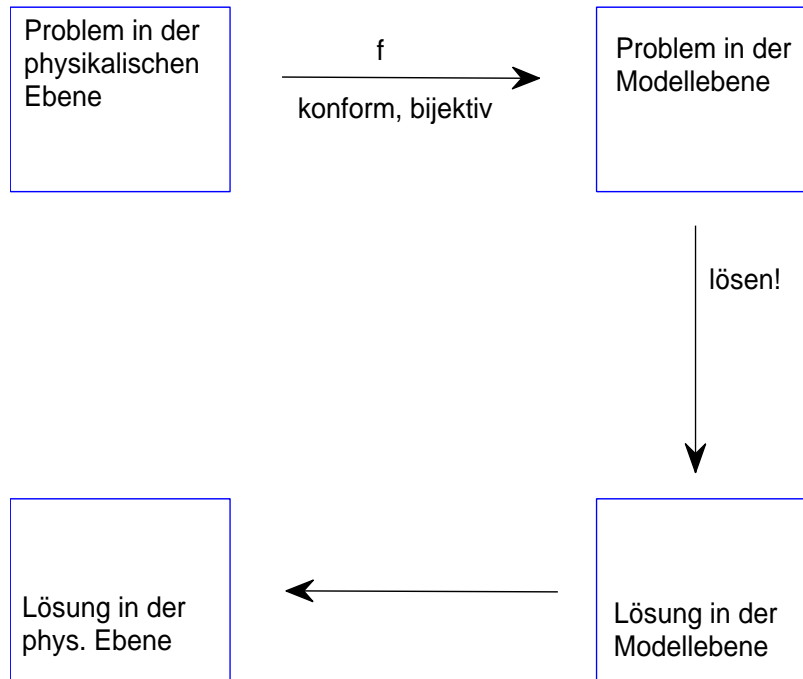 Problem in der
physikalischen
Ebene
f
konform, bijektiv
Problem in der
Modellebene
lösen!
Lösung in der
phys. Ebene
Lösung in der
Modellebene